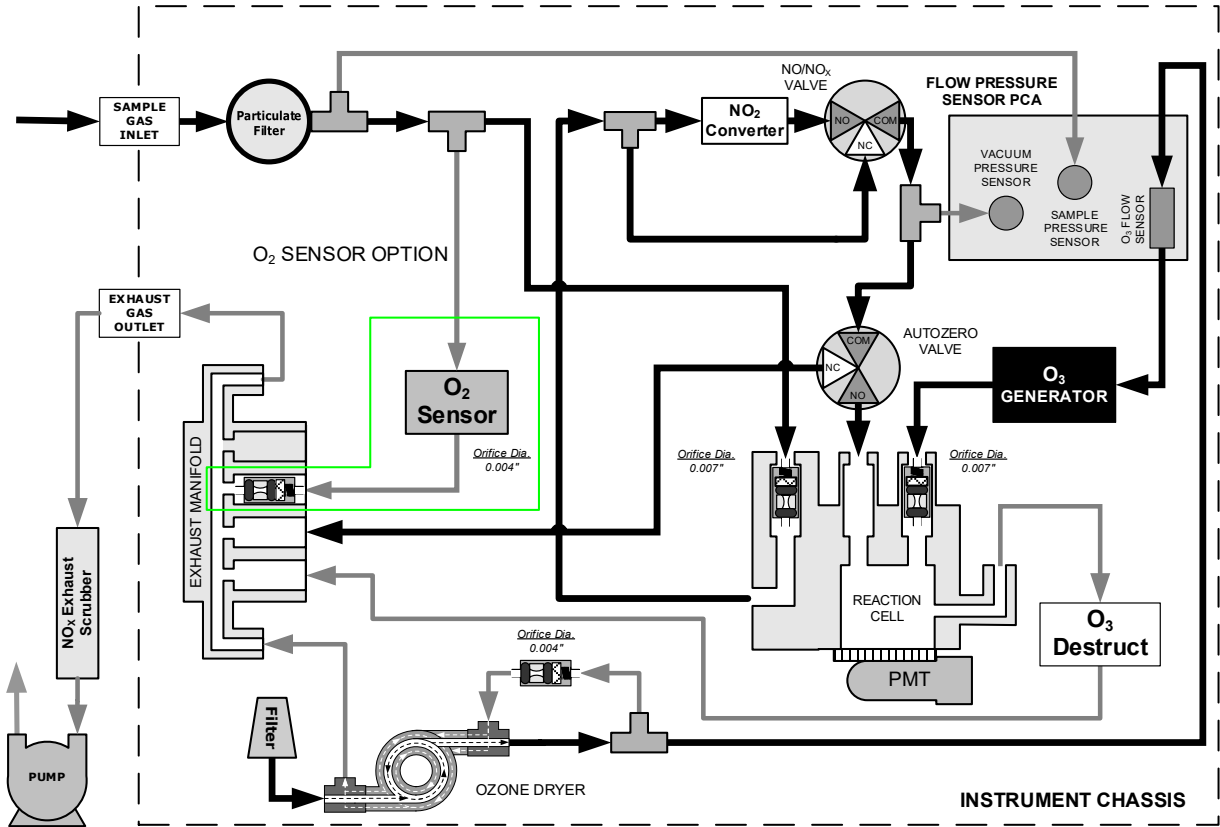 SAMPLE
GAS
INLET
Particulate
Filter
NO/NOX
VALVE
NO2
Converter
NO
COM
NC
FLOW PRESSURE
SENSOR PCA
VACUUM
PRESSURE
SENSOR
SAMPLE
PRESSURE
SENSOR
O3 FLOW
SENSOR
O2 SENSOR OPTION
EXHAUST
GAS
OUTLET
AUTOZERO
VALVE
COM
NC
NO
O3
GENERATOR
O2
Sensor
Orifice Dia.
0.004"
Orifice Dia.
0.007"
Orifice Dia.
0.007"
EXHAUST MANIFOLD
NOX Exhaust
Scrubber
REACTION
CELL
O3
Destruct
Orifice Dia.
0.004"
PMT
Filter
PUMP
OZONE DRYER
INSTRUMENT CHASSIS